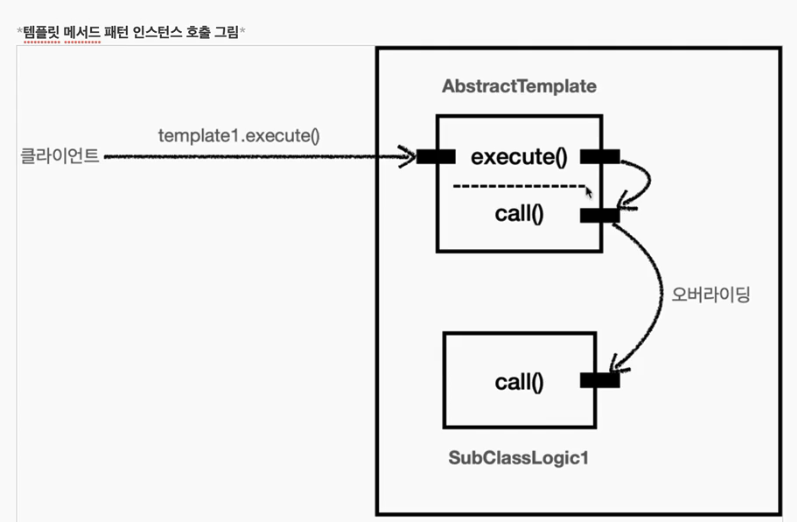 *템플릿 메서드 패턴 인스턴스 호출 그림*
AbstractTemplate
template1.execute()
클라이언트
execute()
call()
오버라이딩
call()
SubClassLogic1